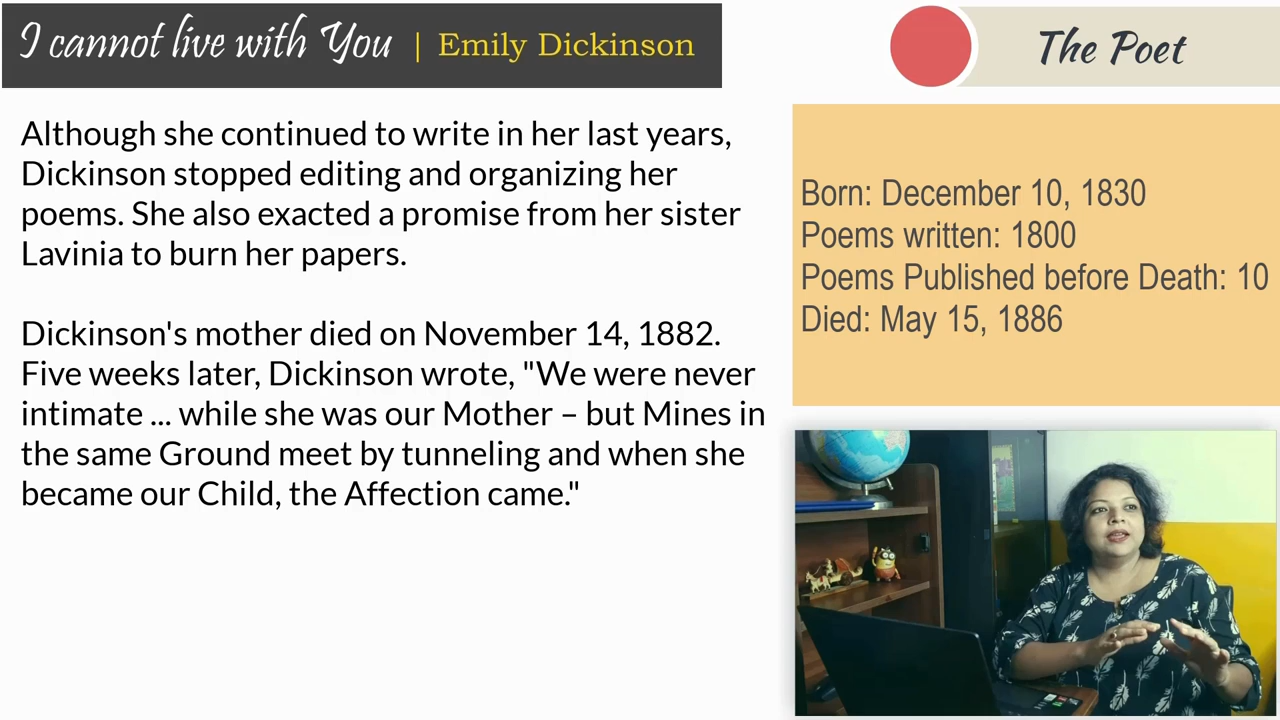 I cannot live with You | Emily Dickinson
The Poet
Although she continued to write in her last years,
Dickinson stopped editing and organizing her
poems. She also exacted a promise from her sister
Lavinia to burn her papers.
Dickinson's mother died on November 14, 1882.
Five weeks later, Dickinson wrote, "We were never
intimate ... while she was our Mother – but Mines in
the same Ground meet by tunneling and when she
became our Child, the Affection came."
Born: December 10, 1830
Poems written: 1800
Poems Published before Death: 10
Died: May 15, 1886